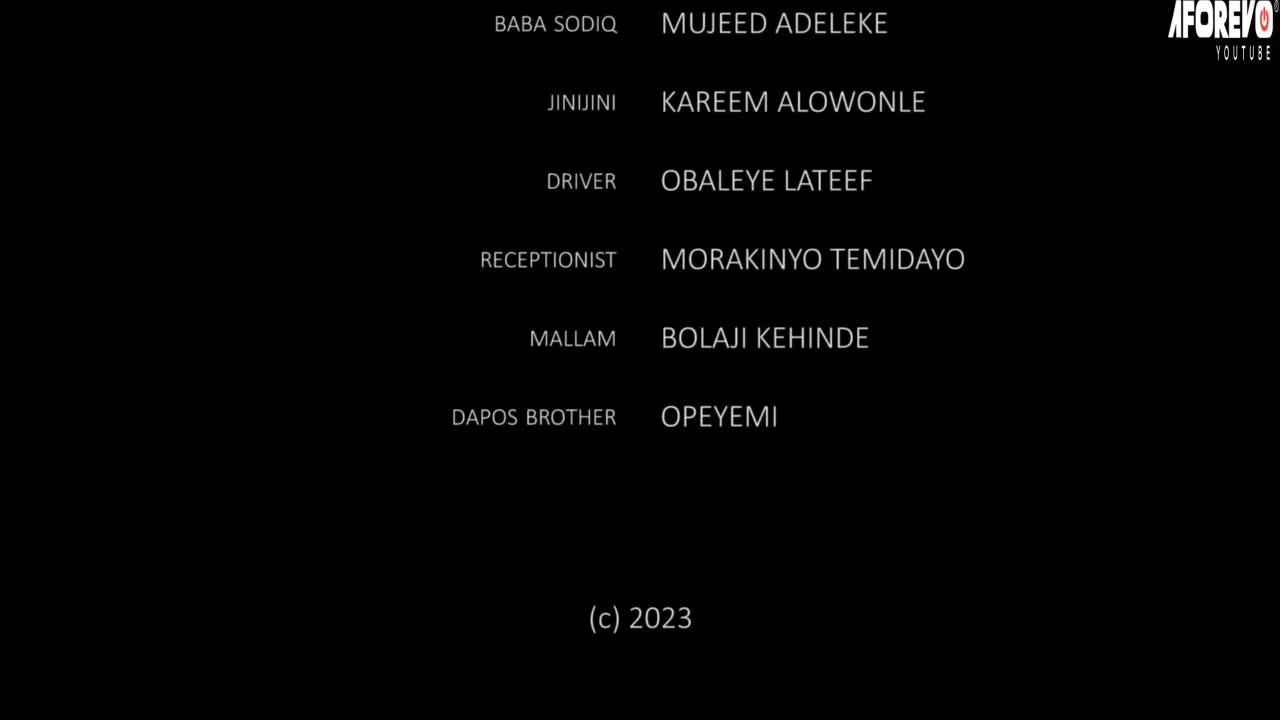 BABA SODIQ MUJEED ADELEKE
JINIJINI KAREEM ALOWONLE
DRIVER OBALEYE LATEEF
RECEPTIONIST MORAKINYO TEMIDAYO
MALLAM BOLAJI KEHINDE
DAPOS BROTHER OPEYEMI
(c) 2023
AFOREVO
YOUTUBE